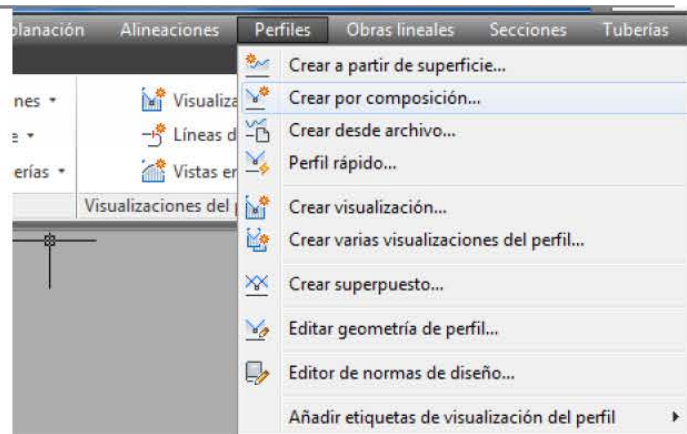 Alineaciones Perfiles Obras lineales Secciones Tuberías
Crear a partir de superficie...
Crear por composición...
Crear desde archivo...
Perfil rápido...
Líneas d
Vistas en
Visualizaciones del
Crear visualización...
Crear varias visualizaciones del perfil...
Crear superpuesto...
Editar geometría de perfil...
Editor de normas de diseño...
Añadir etiquetas de visualización del perfil